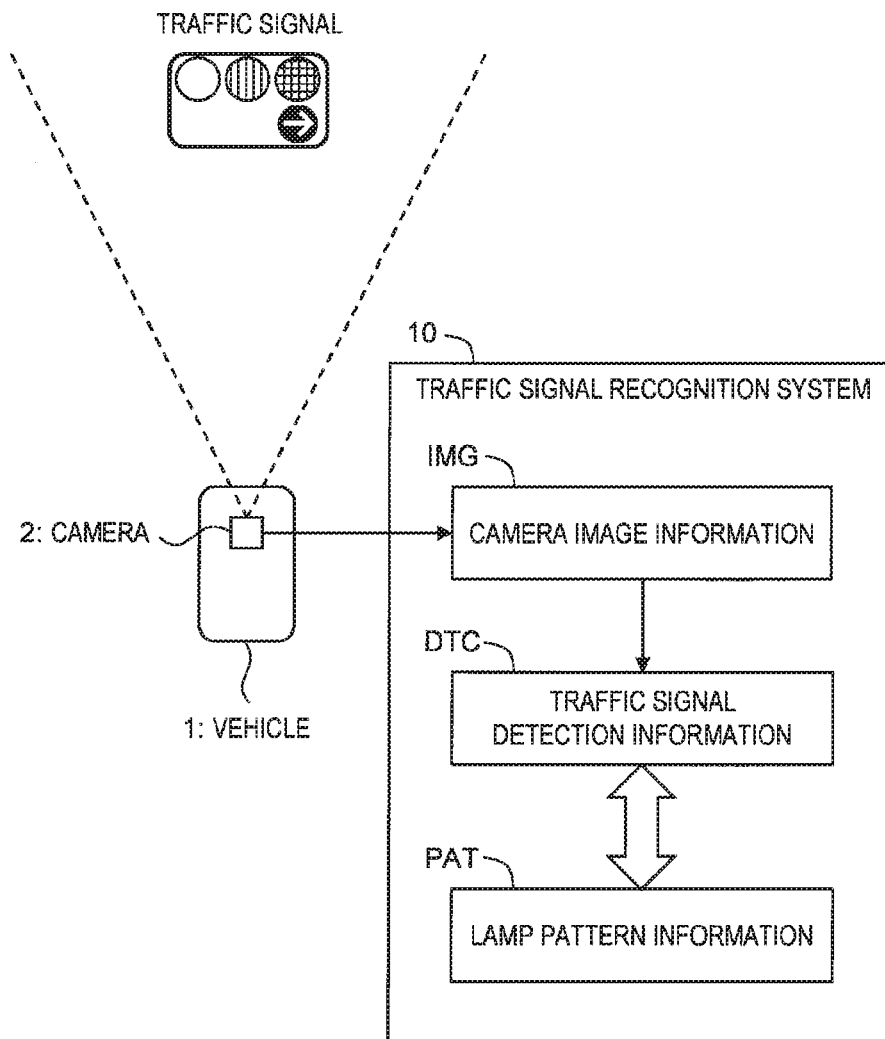 TRAFFIC SIGNAL
10
TRAFFIC SIGNAL RECOGNITION SYSTEM
IMG
CAMERA IMAGE INFORMATION
2: CAMERA
DTC
TRAFFIC SIGNAL
DETECTION INFORMATION
1: VEHICLE
PAT
LAMP PATTERN INFORMATION